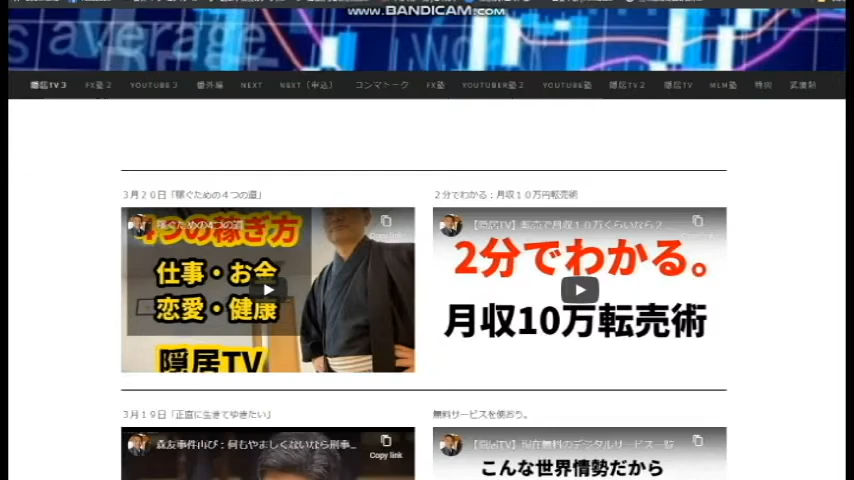 www.BANDICAM.com
s average
隠居TV3 FX塾2 YOUTUBE3 番外編 NEXT NEXT（申込） コンマトーク FX塾 YOUTUBER塾2 YOUTUBE塾 隠居TV2 隠居TV MLM塾 特別
3月20日「稼ぐための4つの道」
2分でわかる：月収10万円転売術
稼ぐための4つの道
4つの稼ぎ方
仕事・お金
恋愛・健康
隠居TV
【隠居TV】転売で月収10万くらいなら2...
2分でわかる。
月収10万転売術
3月19日「正直に生きてゆきたい」
無料サービスを使おう。
森友事件再び：何もやましくないなら刑事...
Copy link
【隠居TV】現在無料のデジタルサービス一覧
こんな世界情勢だから